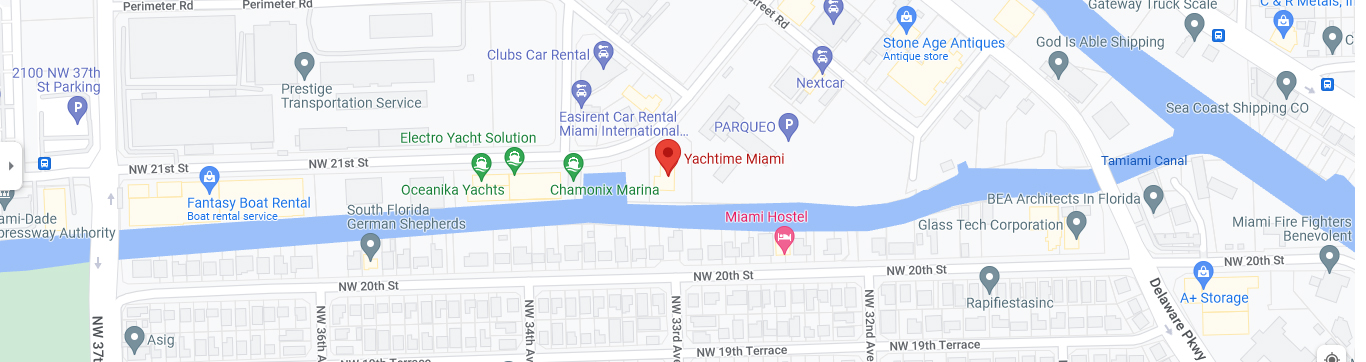 Perimeter Rd
Perimeter Rd
Gateway Truck Scale
C & R Metals, In
Stone Age Antiques
Antique store
God Is Able Shipping
Clubs Car Rental
2100 NW 37th
St Parking
P
Prestige
Transportation Service
Nextcar
Sea Coast Shipping CO
Easirent Car Rental
Miami International...
PARQUEO
P
Electro Yacht Solution
NW 21st St
NW 21st St
Yachtime Miami
Tamiami Canal
Oceanika Yachts
Chamonix Marina
Fantasy Boat Rental
Boat rental service
South Florida
German Shepherds
Miami Hostel
BEA Architects In Florida
Glass Tech Corporation
Miami Fire Fighters
Benevolent
ami-Dade
pressway Authority
NW 20th St
NW 20th St
NW 20th St
NW 20th St
A+ Storage
Rapifiestasinc
Delaware Pkwy
Asig
NW 37th
NW 36th A
NW 34th A
NW 33rd Ave
NW 32nd Ave
NW 19th Terrace
NW 19th Terrace